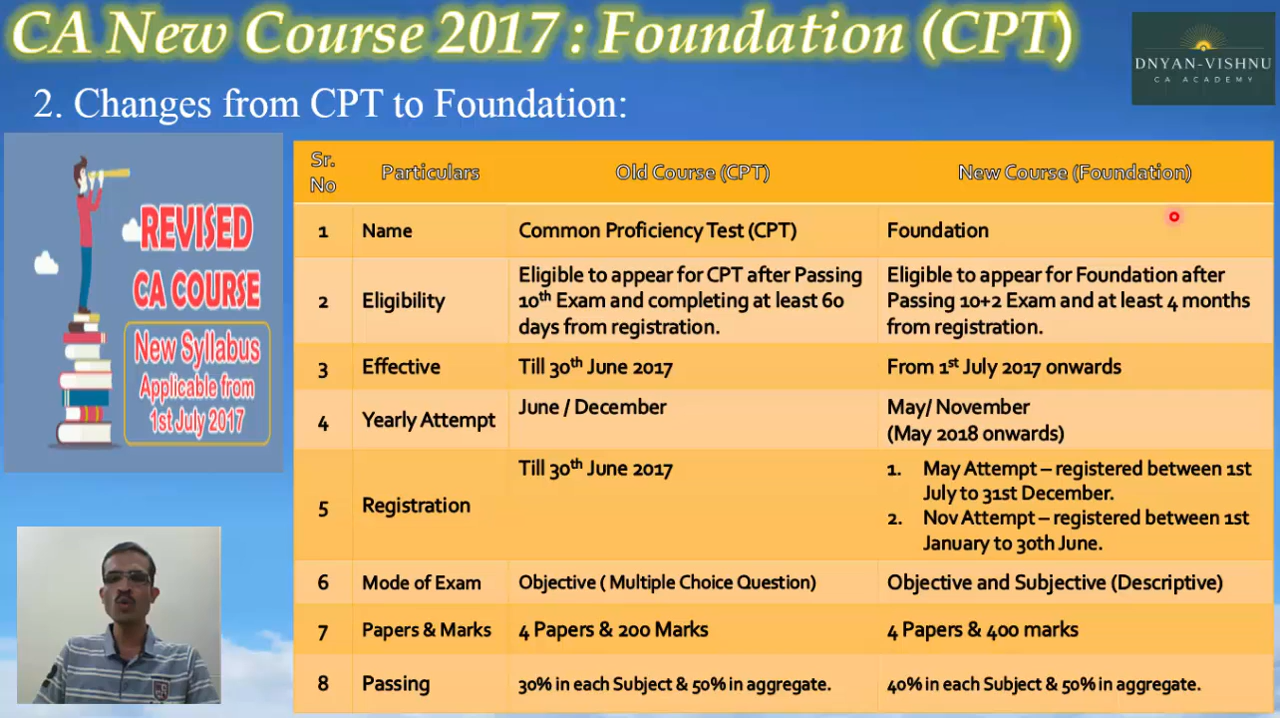 CA New Course 2017 : Foundation (CPT)
DNYAN-VISHNU
CA ACADEMY
2. Changes from CPT to Foundation:
REVISED
CA COURSE
New Syllabus
Applicable from
1st July 2017
Sr. No Particulars Old Course (CPT) New Course (Foundation)
1 Name Common Proficiency Test (CPT) Foundation
2 Eligibility
Eligible to appear for CPT after Passing
10th Exam and completing at least 60
days from registration.
Eligible to appear for Foundation after
Passing 10+2 Exam and at least 4 months
from registration.
3 Effective Till 30th June 2017 From 1st July 2017 onwards
4 Yearly Attempt June / December
May/ November
(May 2018 onwards)
5 Registration Till 30th June 2017
1. May Attempt – registered between 1st
July to 31st December.
2. Nov Attempt – registered between 1st
January to 30th June.
6 Mode of Exam Objective ( Multiple Choice Question) Objective and Subjective (Descriptive)
7 Papers & Marks 4 Papers & 200 Marks 4 Papers & 400 marks
8 Passing 30% in each Subject & 50% in aggregate. 40% in each Subject & 50% in aggregate.